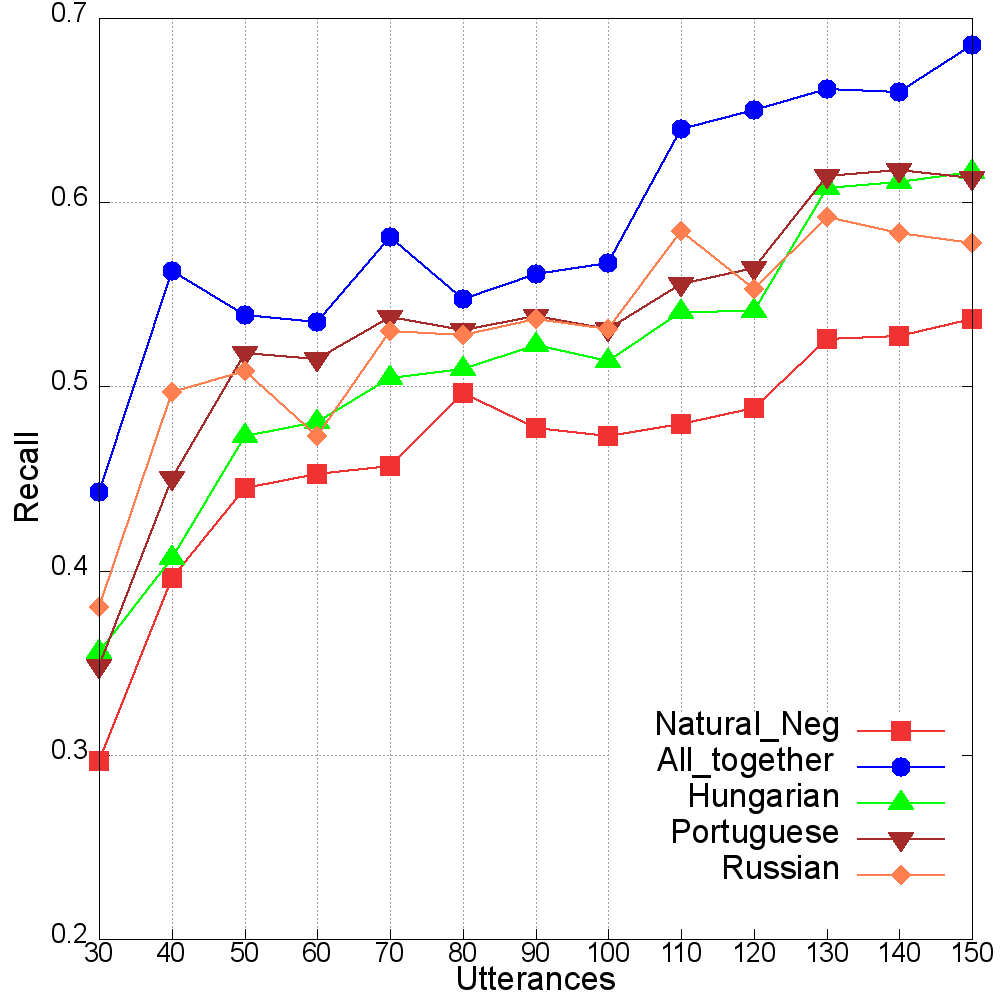 0.7
0.6
0.5
0.4
0.3
0.2
Recall
Natural_Neg
All_together
Hungarian
Portuguese
Russian
30 40 50 60 70 80 90 100 110 120 130 140 150
Utterances